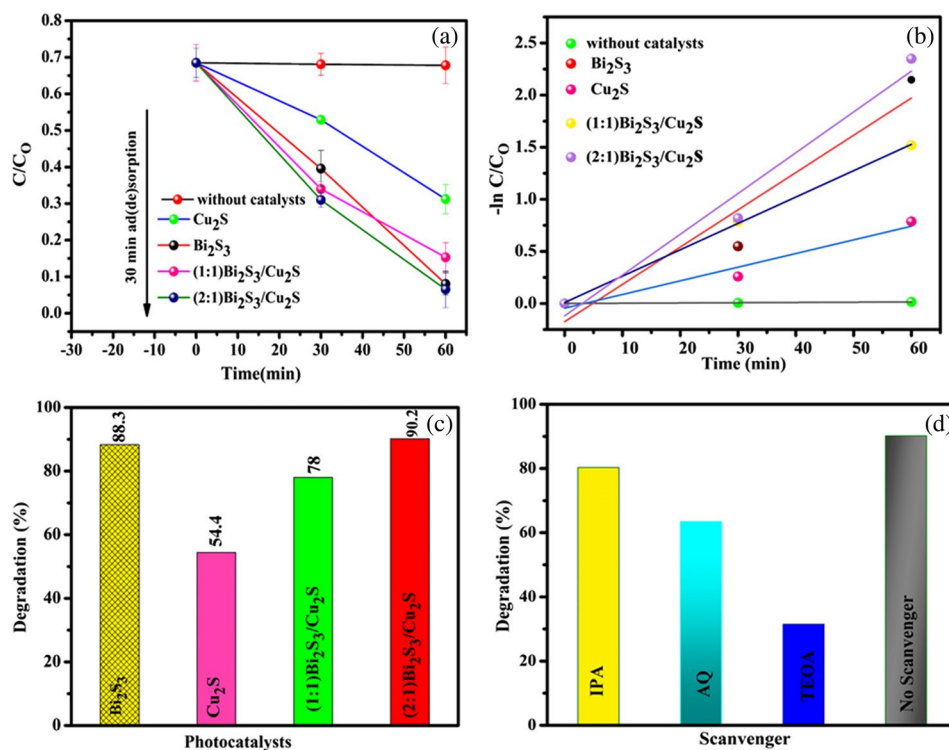 (a)
0.8
0.7
0.6
0.5
0.4
0.3
0.2
0.1
0.0
C/C_O
30 min ad(de)sorption
without catalysts
Cu₂S
Bi₂S₃
(1:1)Bi₂S₃/Cu₂S
(2:1)Bi₂S₃/Cu₂S
-30 -20 -10 0 10 20 30 40 50 60
Time(min)
(b)
2.5
2.0
1.5
1.0
0.5
0.0
-ln C/C_O
without catalysts
Bi₂S₃
Cu₂S
(1:1)Bi₂S₃/Cu₂S
(2:1)Bi₂S₃/Cu₂S
0 10 20 30 40 50 60
Time (min)
(c)
100
80
60
40
20
0
Degradation (%)
88.3
54.4
78
90.2
Bi₂S₃
Cu₂S
(1:1)Bi₂S₃/Cu₂S
(2:1)Bi₂S₃/Cu₂S
Photocatalysts
(d)
100
80
60
40
20
0
Degradation (%)
IPA
AQ
TEOA
No Scanvenger
Scanvenger